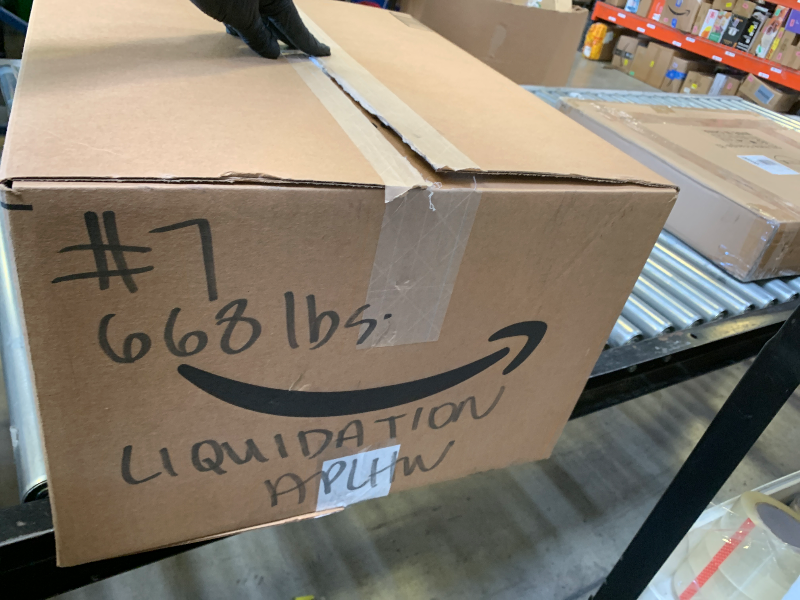 #7
668 lbs.
LIQUIDATION
APLHW